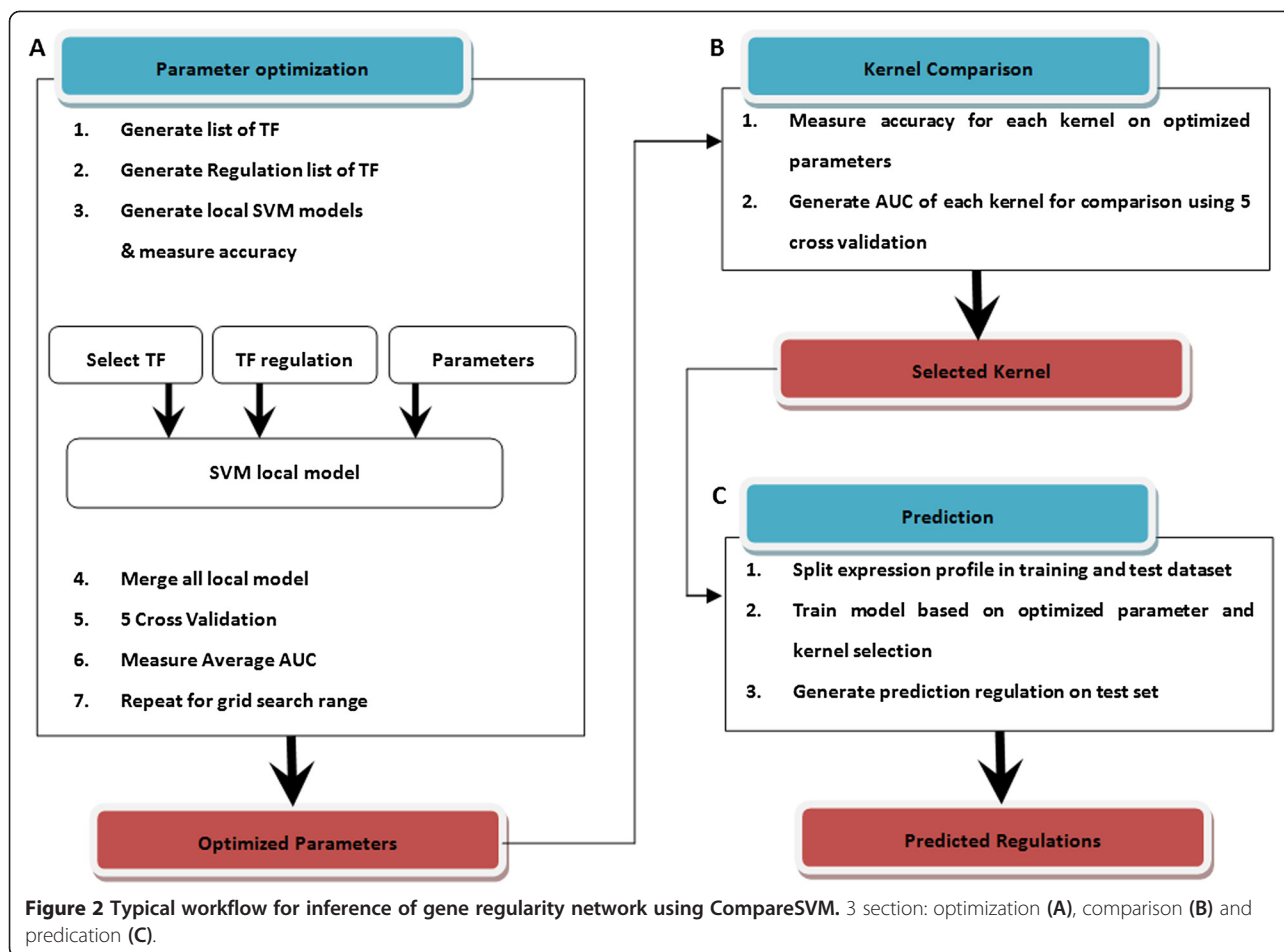 A
Parameter optimization
1. Generate list of TF
2. Generate Regulation list of TF
3. Generate local SVM models
& measure accuracy
Select TF
TF regulation
Parameters
SVM local model
4. Merge all local model
5. 5 Cross Validation
6. Measure Average AUC
7. Repeat for grid search range
Optimized Parameters
B
Kernel Comparison
1. Measure accuracy for each kernel on optimized
parameters
2. Generate AUC of each kernel for comparison using 5
cross validation
Selected Kernel
C
Prediction
1. Split expression profile in training and test dataset
2. Train model based on optimized parameter and
kernel selection
3. Generate prediction regulation on test set
Predicted Regulations
Figure 2 Typical workflow for inference of gene regularity network using CompareSVM. 3 section: optimization (A), comparison (B) and
predication (C).